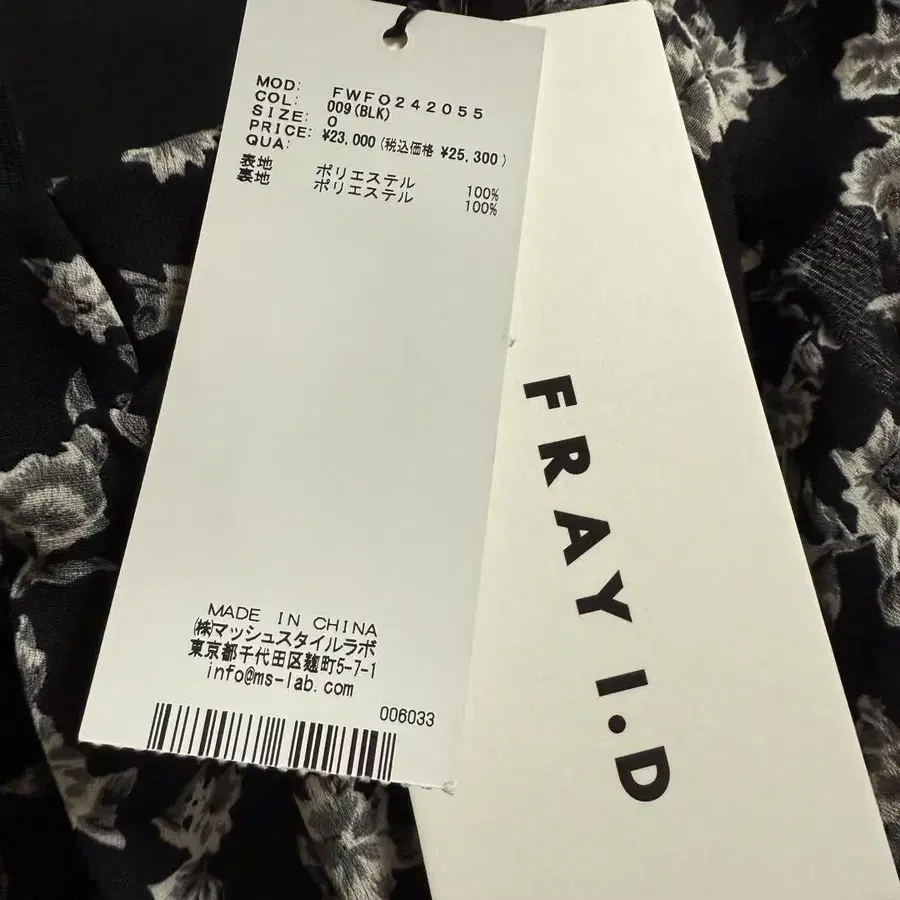 MOD: FWFO242055
COL: 009(BLK)
SIZE: 0
PRICE: ¥23,000(税込価格 ¥25,300)
QUA:
表地 ポリエステル 100%
裏地 ポリエステル 100%
MADE IN CHINA
㈱マッシュスタイルラボ
東京都千代田区麹町5-7-1
info@ms-lab.com
006033
FRAY I.D